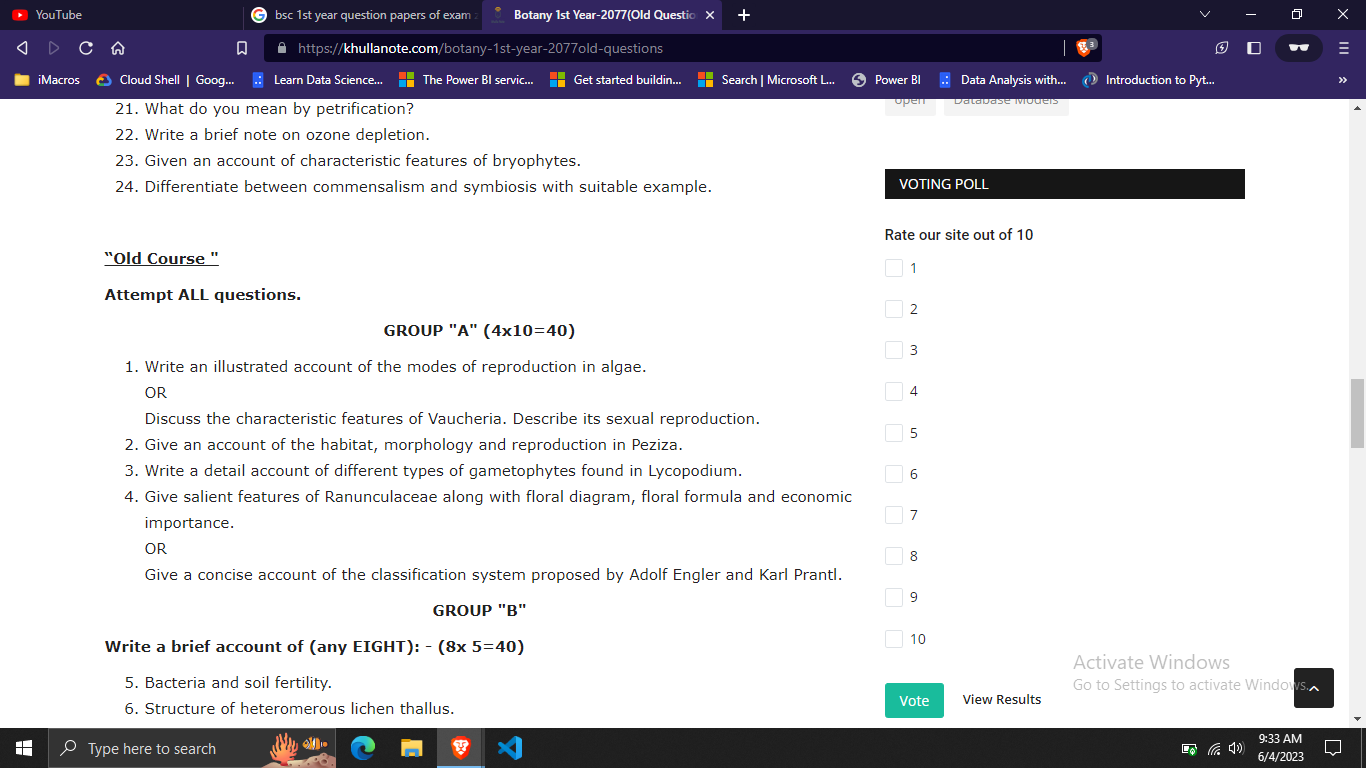 YouTube
bsc 1st year question papers of exam
Botany 1st Year-2077(Old Questio
https://khullanote.com/botany-1st-year-2077old-questions
3
iMacros
Cloud Shell | Goog...
Learn Data Science...
The Power BI servic...
Get started buildin...
Search | Microsoft L...
Power BI
Data Analysis with...
Introduction to Pyt...
»
21. What do you mean by petrification?
22. Write a brief note on ozone depletion.
23. Given an account of characteristic features of bryophytes.
24. Differentiate between commensalism and symbiosis with suitable example.
“Old Course "
Attempt ALL questions.
GROUP "A" (4x10=40)
1. Write an illustrated account of the modes of reproduction in algae.
OR
Discuss the characteristic features of Vaucheria. Describe its sexual reproduction.
2. Give an account of the habitat, morphology and reproduction in Peziza.
3. Write a detail account of different types of gametophytes found in Lycopodium.
4. Give salient features of Ranunculaceae along with floral diagram, floral formula and economic
importance.
OR
Give a concise account of the classification system proposed by Adolf Engler and Karl Prantl.
GROUP "B"
Write a brief account of (any EIGHT): - (8x 5=40)
5. Bacteria and soil fertility.
6. Structure of heteromerous lichen thallus.
open
Database Models
VOTING POLL
Rate our site out of 10
1
2
3
4
5
6
7
8
9
10
Vote
View Results
Activate Windows
Go to Settings to activate Windows.
Type here to search
9:33 AM
6/4/2023